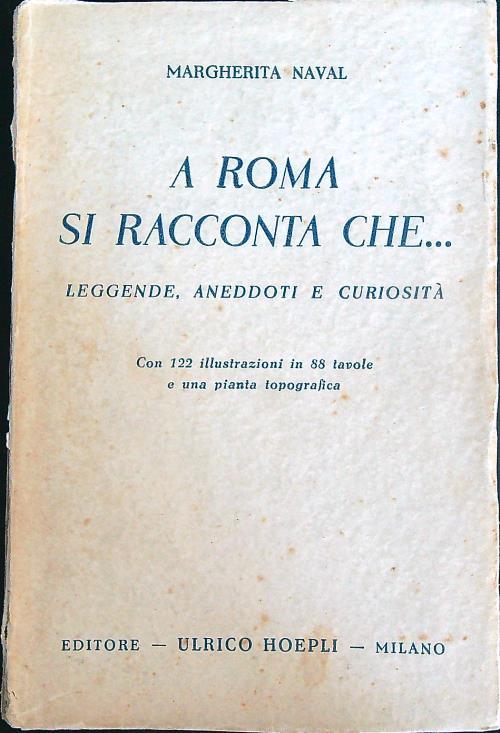 MARGHERITA NAVAL
A ROMA
SI RACCONTA CHE...
LEGGENDE, ANEDDOTI E CURIOSITÀ
Con 122 illustrazioni in 88 tavole
e una pianta topografica
EDITORE — ULRICO HOEPLI — MILANO